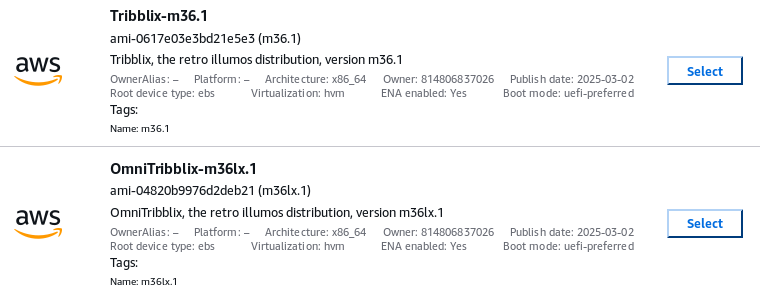 Tribblix-m36.1
aws
ami-0617e03e3bd21e5e3 (m36.1)
Tribblix, the retro illumos distribution, version m36.1
Select
OwnerAlias: – Platform: – Architecture: x86_64 Owner: 814806837026 Publish date: 2025-03-02
Root device type: ebs Virtualization: hvm ENA enabled: Yes Boot mode: uefi-preferred
Tags:
Name: m36.1
OmniTribblix-m36lx.1
aws
ami-04820b9976d2deb21 (m36lx.1)
OmniTribblix, the retro illumos distribution, version m36lx.1
Select
OwnerAlias: – Platform: – Architecture: x86_64 Owner: 814806837026 Publish date: 2025-03-02
Root device type: ebs Virtualization: hvm ENA enabled: Yes Boot mode: uefi-preferred
Tags:
Name: m36lx.1